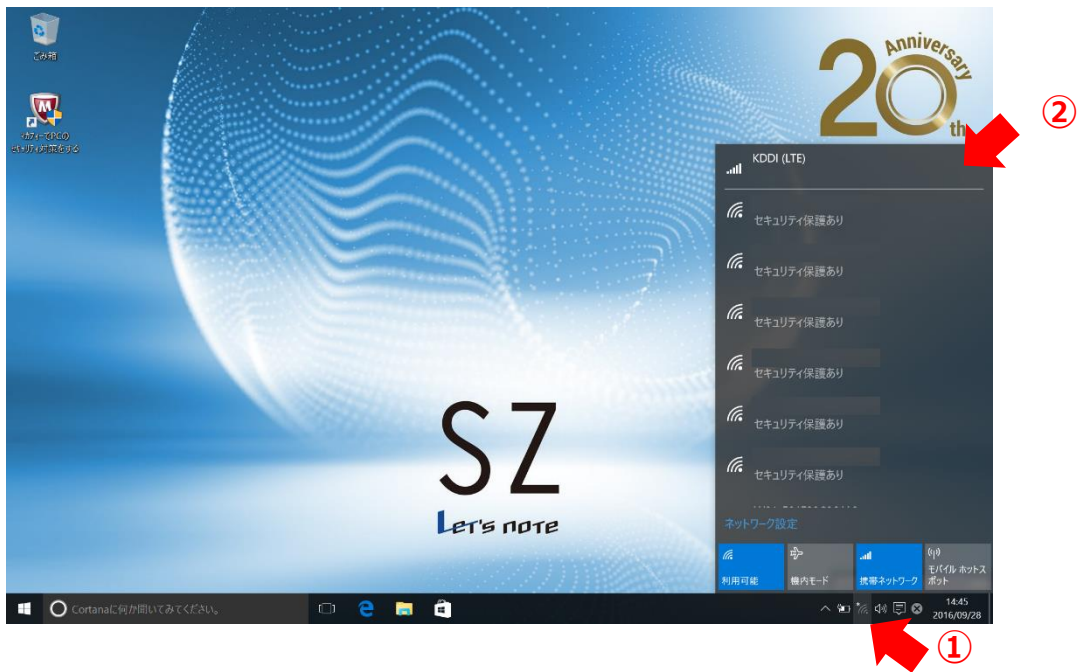 ごみ箱
マカフィーでPCの
セキュリティ対策をする
20th
Anniversary
②
KDDI (LTE)
セキュリティ保護あり
セキュリティ保護あり
セキュリティ保護あり
セキュリティ保護あり
セキュリティ保護あり
セキュリティ保護あり
SZ
Let's note
ネットワーク設定
利用可能
機内モード
携帯ネットワーク
モバイル ホットス
ポット
Cortanaに何か聞いてみてください。
14:45
2016/09/28
①